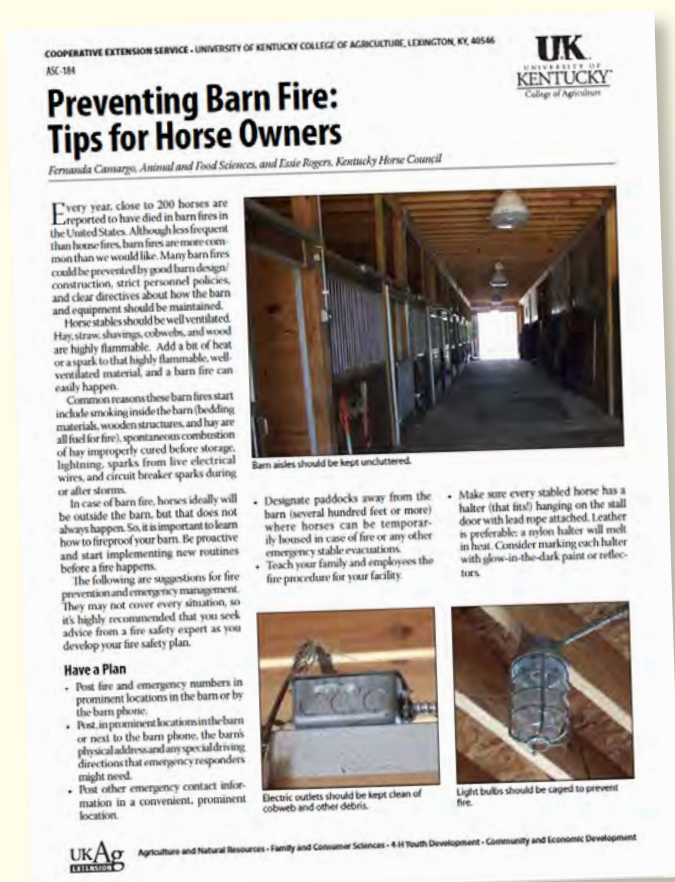 COOPERATIVE EXTENSION SERVICE • UNIVERSITY OF KENTUCKY COLLEGE OF AGRICULTURE, LEXINGTON, KY, 40546
ASC-184
UK
UNIVERSITY OF
KENTUCKY
College of Agriculture
Preventing Barn Fire:
Tips for Horse Owners
Fernanda Camargo, Animal and Food Sciences, and Essie Rogers, Kentucky Horse Council
Every year, close to 200 horses are
reported to have died in barn fires in
the United States. Although less frequent
than house fires, barn fires are more com-
mon than we would like. Many barn fires
could be prevented by good barn design/
construction, strict personnel policies,
and clear directives about how the barn
and equipment should be maintained.
Horse stables should be well ventilated.
Hay, straw, shavings, cobwebs, and wood
are highly flammable. Add a bit of heat
or a spark to that highly flammable, well-
ventilated material, and a barn fire can
easily happen.
Common reasons these barn fires start
include smoking inside the barn (bedding
materials, wooden structures, and hay are
all fuel for fire), spontaneous combustion
of hay improperly cured before storage,
lightning, sparks from live electrical
wires, and circuit breaker sparks during
or after storms.
In case of barn fire, horses ideally will
be outside the barn, but that does not
always happen. So, it is important to learn
how to fireproof your barn. Be proactive
and start implementing new routines
before a fire happens.
The following are suggestions for fire
prevention and emergency management.
They may not cover every situation, so
it's highly recommended that you seek
advice from a fire safety expert as you
develop your fire safety plan.
Have a Plan
• Post fire and emergency numbers in
prominent locations in the barn or by
the barn phone.
• Post, in prominent locations in the barn
or next to the barn phone, the barn's
physical address and any special driving
directions that emergency responders
might need.
• Post other emergency contact infor-
mation in a convenient, prominent
location.
Barn aisles should be kept uncluttered.
• Designate paddocks away from the
barn (several hundred feet or more)
where horses can be temporar-
ily housed in case of fire or any other
emergency stable evacuations.
• Teach your family and employees the
fire procedure for your facility.
• Make sure every stabled horse has a
halter (that fits!) hanging on the stall
door with lead rope attached. Leather
is preferable; a nylon halter will melt
in heat. Consider marking each halter
with glow-in-the-dark paint or reflec-
tors.
Electric outlets should be kept clean of
cobweb and other debris.
Light bulbs should be caged to prevent
fire.
UKAg
EXTENSION
Agriculture and Natural Resources • Family and Consumer Sciences • 4-H Youth Development • Community and Economic Development